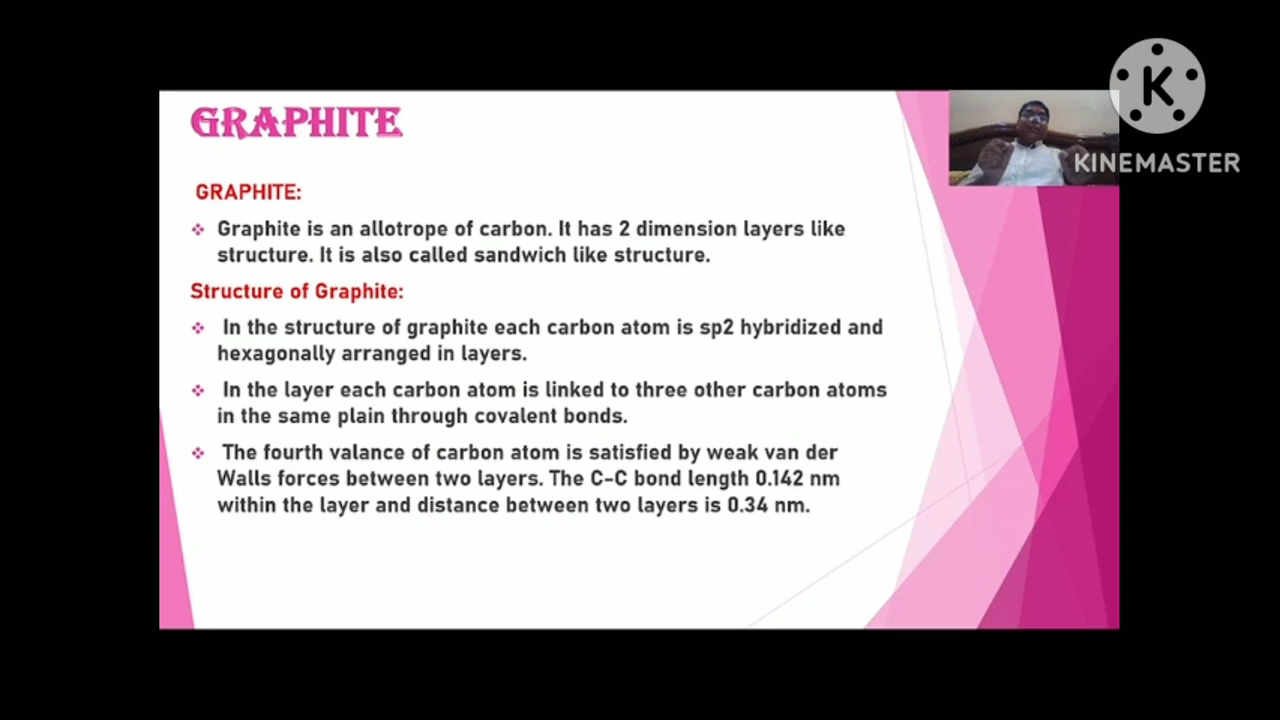 GRAPHITE
K
KINEMASTER
GRAPHITE:
❖ Graphite is an allotrope of carbon. It has 2 dimension layers like
structure. It is also called sandwich like structure.
Structure of Graphite:
❖ In the structure of graphite each carbon atom is sp2 hybridized and
hexagonally arranged in layers.
❖ In the layer each carbon atom is linked to three other carbon atoms
in the same plain through covalent bonds.
❖ The fourth valance of carbon atom is satisfied by weak van der
Walls forces between two layers. The C-C bond length 0.142 nm
within the layer and distance between two layers is 0.34 nm.